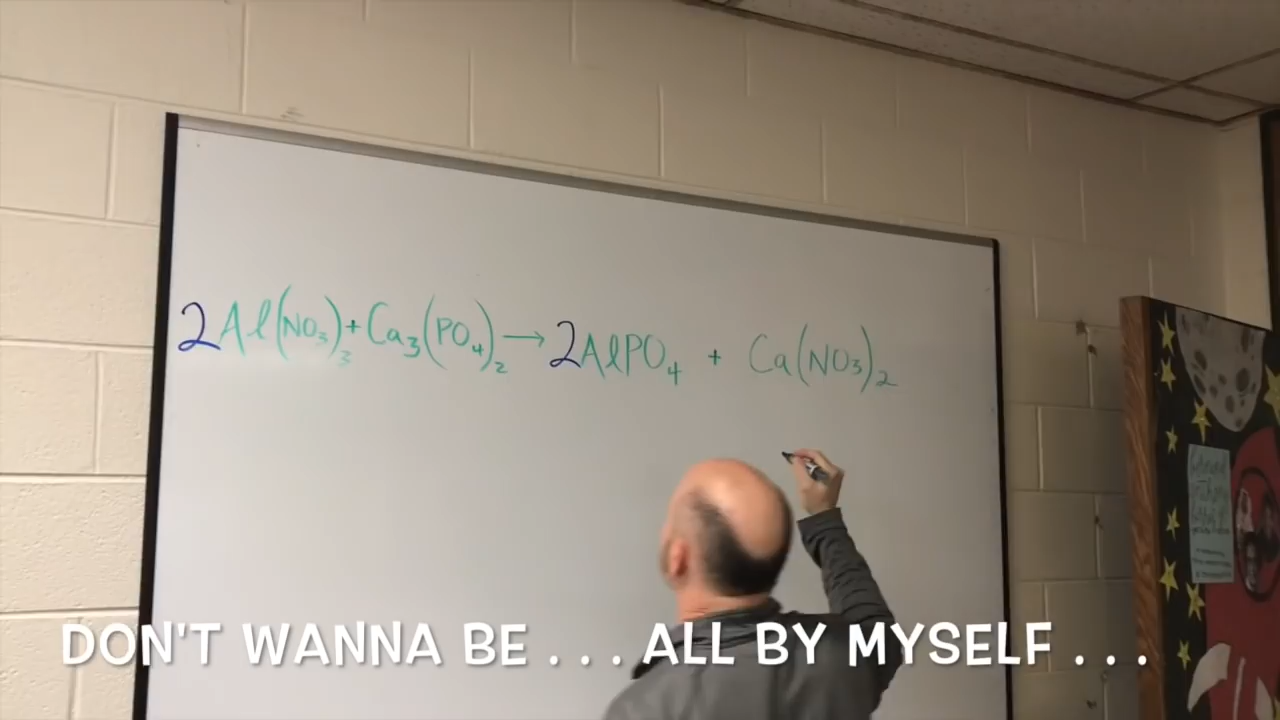 2Al(NO₃)₃+Ca₃(PO₄)₂→2AlPO₄ + Ca(NO₃)₂
DON'T WANNA BE . . . ALL BY MYSELF . . .